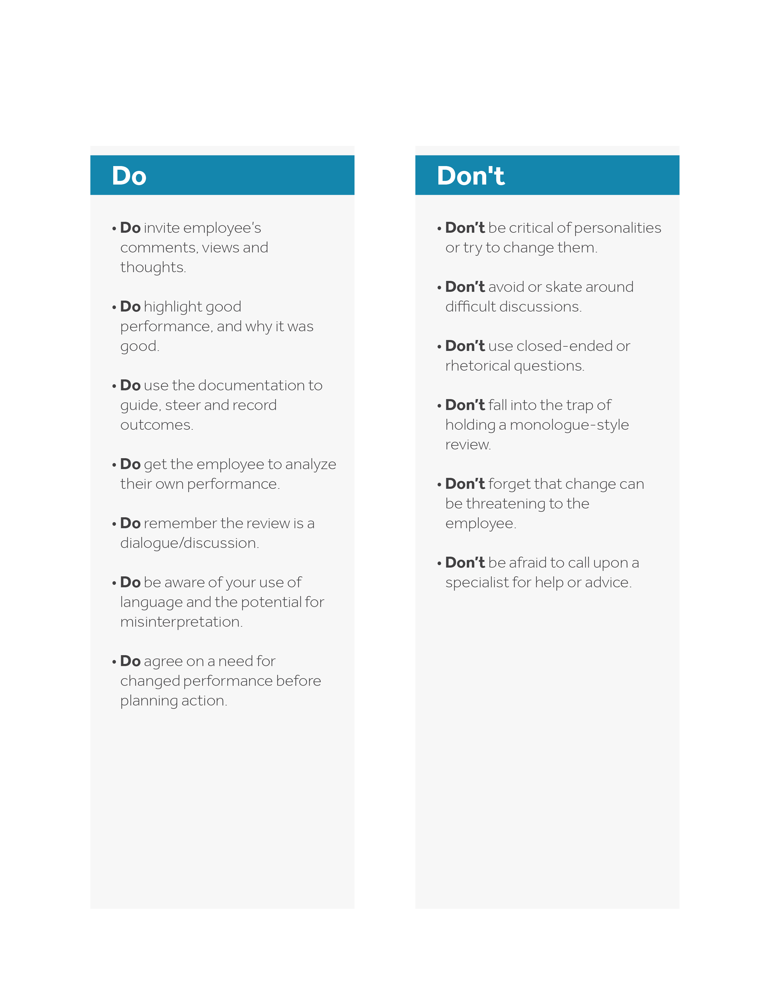 Do
• Do invite employee's
comments, views and
thoughts.
• Do highlight good
performance, and why it was
good.
• Do use the documentation to
guide, steer and record
outcomes.
• Do get the employee to analyze
their own performance.
• Do remember the review is a
dialogue/discussion.
• Do be aware of your use of
language and the potential for
misinterpretation.
• Do agree on a need for
changed performance before
planning action.
Don't
• Don’t be critical of personalities
or try to change them.
• Don’t avoid or skate around
difficult discussions.
• Don’t use closed-ended or
rhetorical questions.
• Don’t fall into the trap of
holding a monologue-style
review.
• Don’t forget that change can
be threatening to the
employee.
• Don’t be afraid to call upon a
specialist for help or advice.